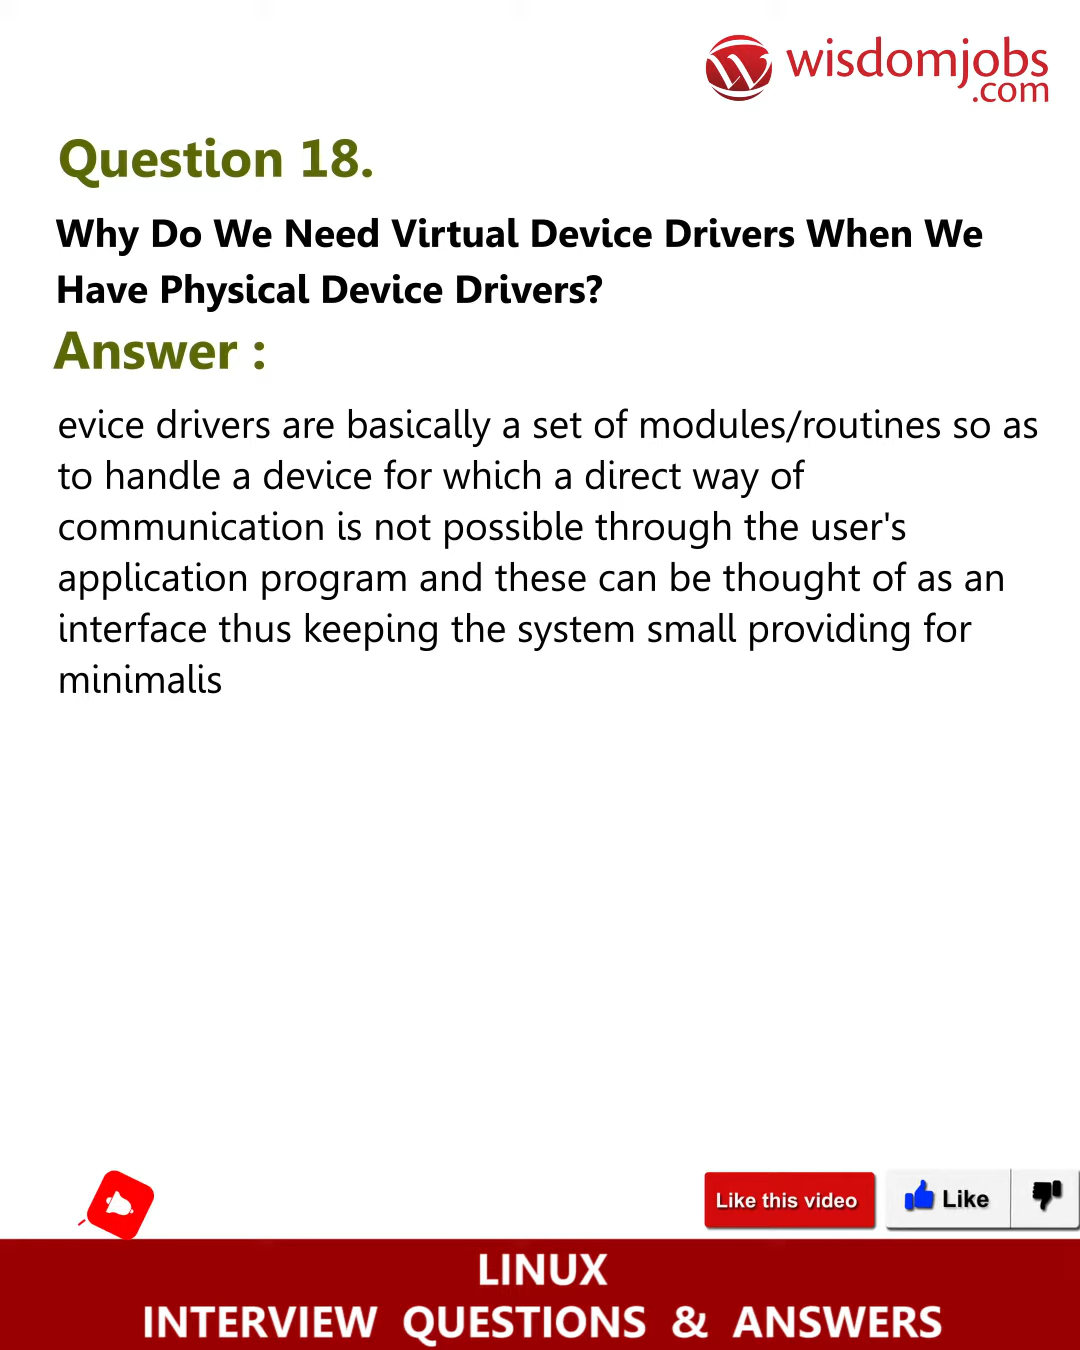 wisdomjobs
.com
Question 18.
Why Do We Need Virtual Device Drivers When We
Have Physical Device Drivers?
Answer :
evice drivers are basically a set of modules/routines so as
to handle a device for which a direct way of
communication is not possible through the user's
application program and these can be thought of as an
interface thus keeping the system small providing for
minimalis
Like this video
Like
LINUX
INTERVIEW QUESTIONS & ANSWERS